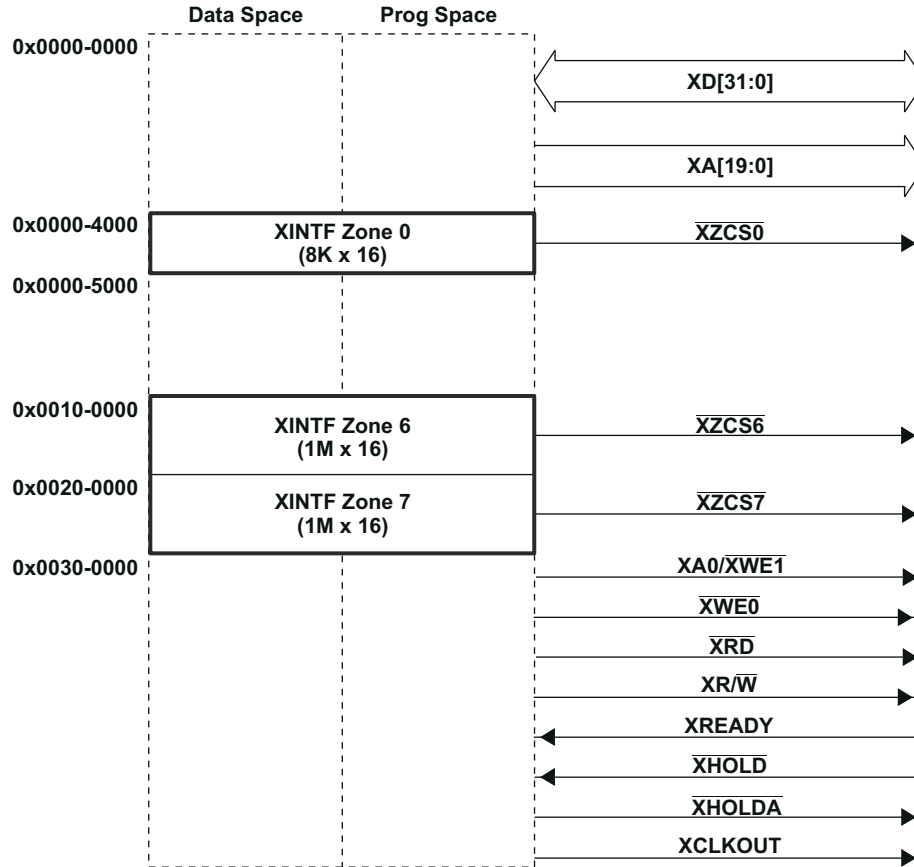 Data Space Prog Space
0x0000-0000
XD[31:0]
XA[19:0]
0x0000-4000
XINTF Zone 0
(8K x 16)
XZCS0
0x0000-5000
0x0010-0000
XINTF Zone 6
(1M x 16)
XZCS6
0x0020-0000
XINTF Zone 7
(1M x 16)
XZCS7
0x0030-0000
XA0/XWE1
XWE0
XRD
XR/W
XREADY
XHOLD
XHOLDA
XCLKOUT